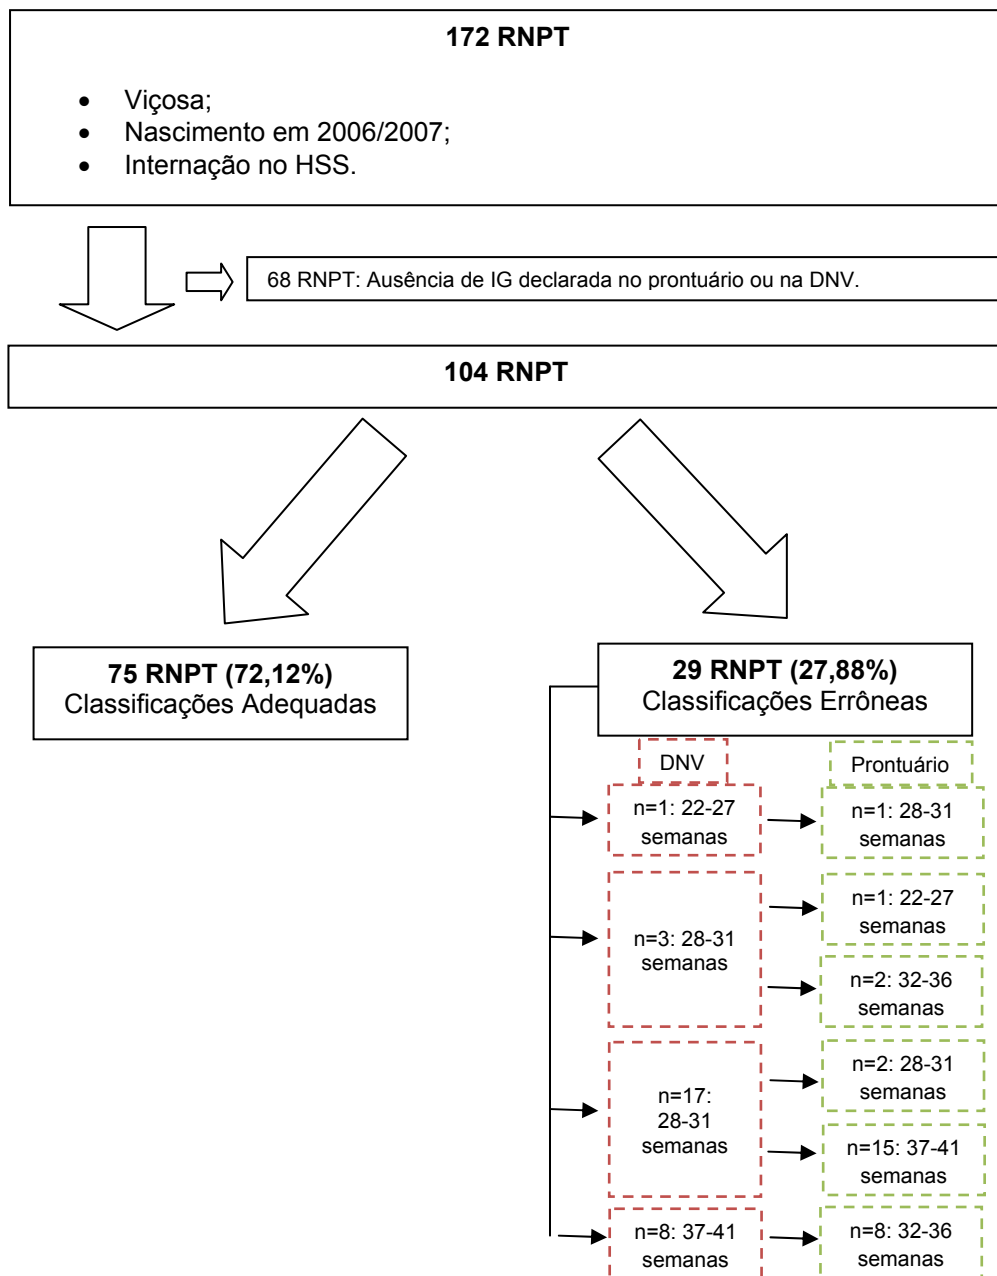 172 RNPT
• Viçosa;
• Nascimento em 2006/2007;
• Internação no HSS.
68 RNPT: Ausência de IG declarada no prontuário ou na DNV.
104 RNPT
75 RNPT (72,12%)
Classificações Adequadas
29 RNPT (27,88%)
Classificações Errôneas
DNV
Prontuário
n=1: 22-27
semanas
n=1: 28-31
semanas
n=3: 28-31
semanas
n=1: 22-27
semanas
n=2: 32-36
semanas
n=17:
28-31
semanas
n=2: 28-31
semanas
n=15: 37-41
semanas
n=8: 37-41
semanas
n=8: 32-36
semanas